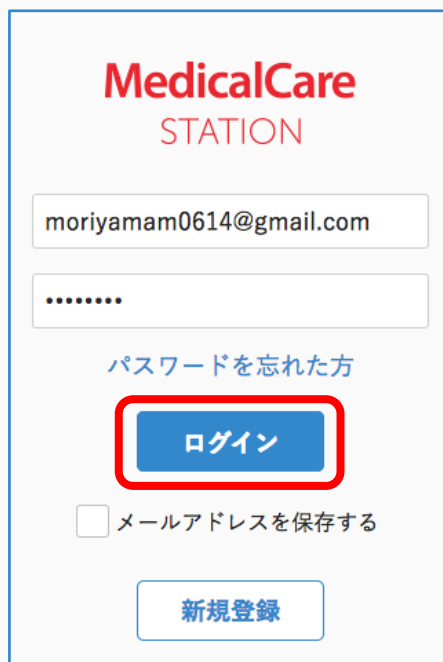 MedicalCare
STATION
moriyamam0614@gmail.com
••••••••
パスワードを忘れた方
ログイン
メールアドレスを保存する
新規登録